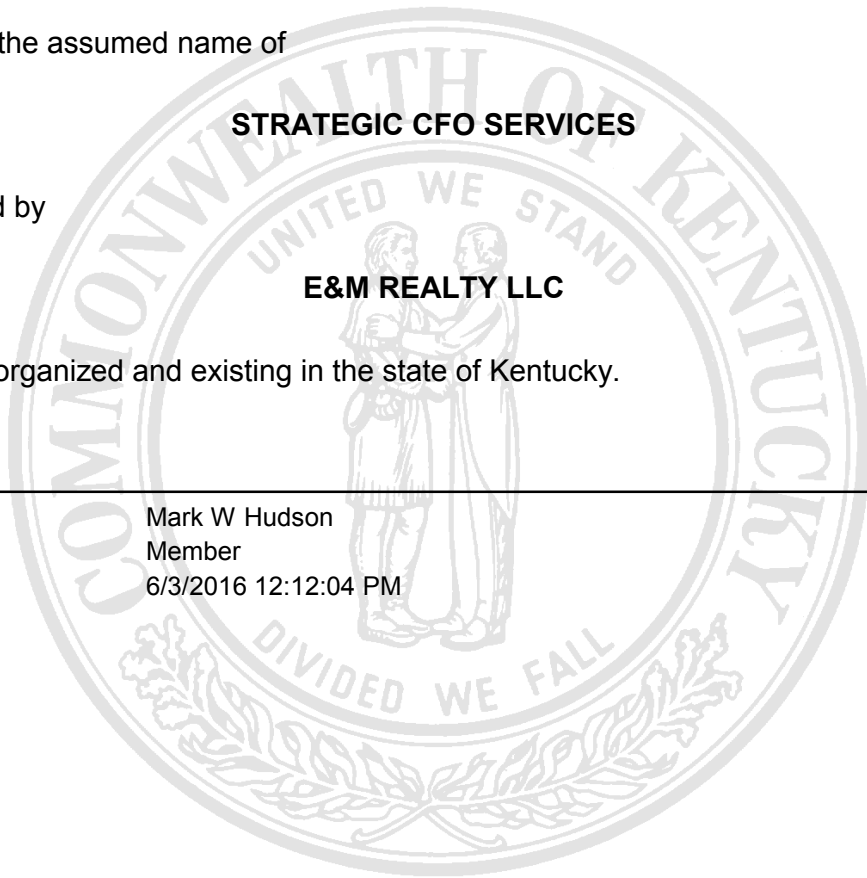 the assumed name of
STRATEGIC CFO SERVICES
d by
E&M REALTY LLC
organized and existing in the state of Kentucky.
Mark W Hudson
Member
6/3/2016 12:12:04 PM
COMMONWEALTH OF KENTUCKY
UNITED WE STAND
DIVIDED WE FALL